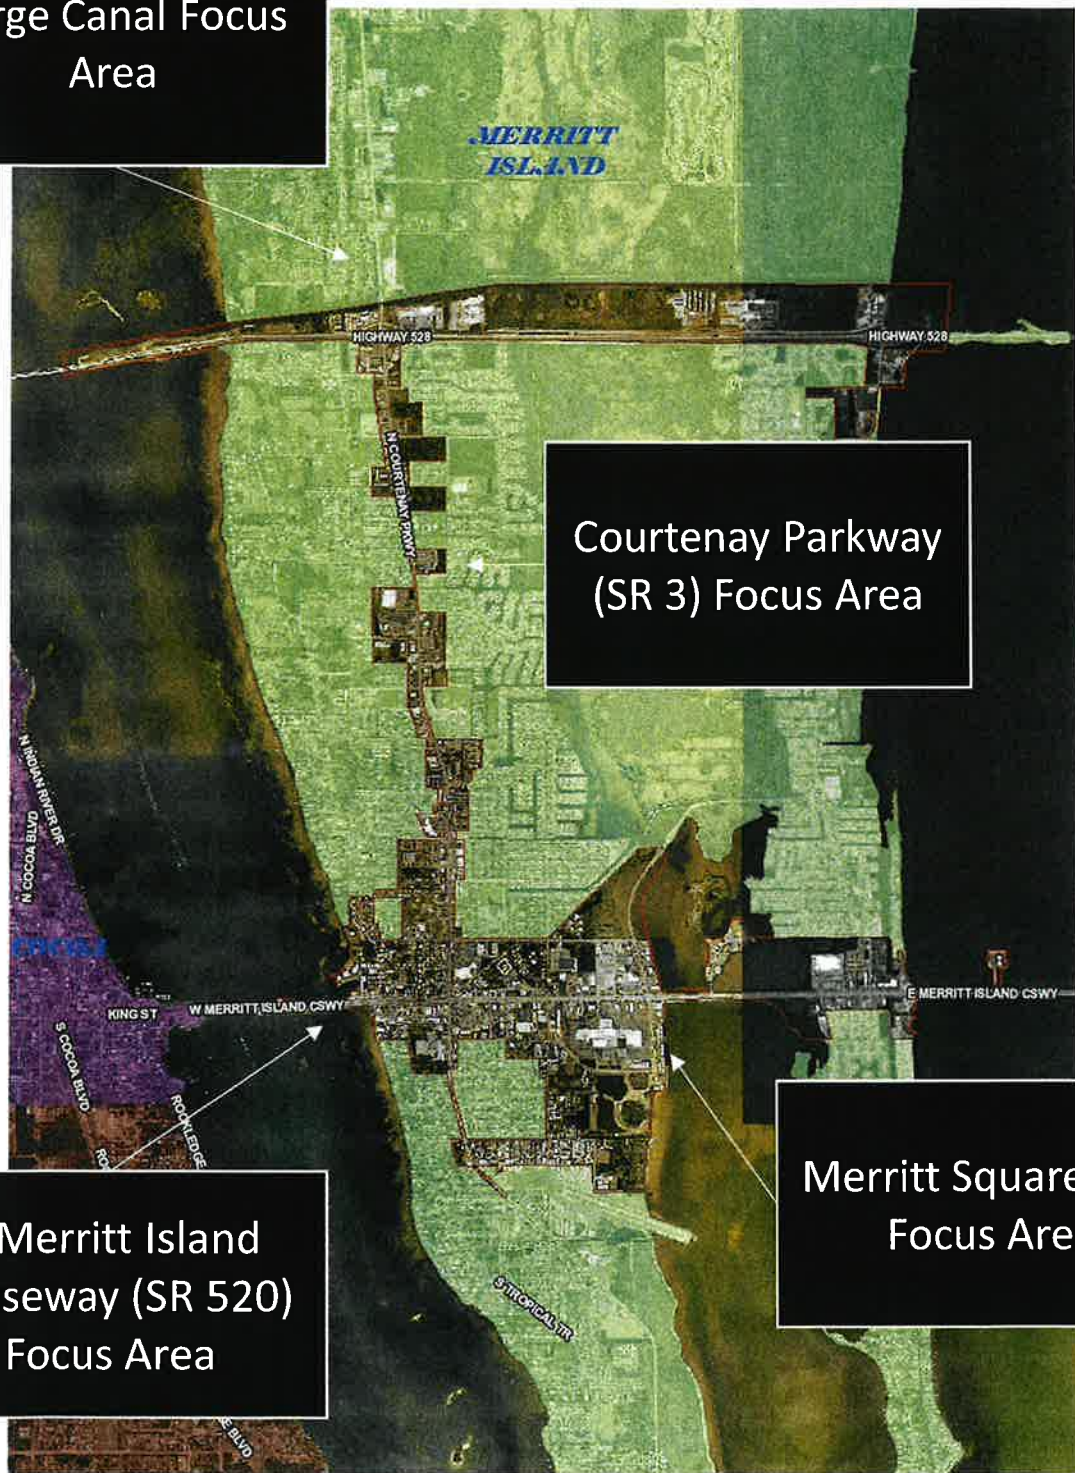 rge Canal Focus
Area
MERRITT
ISLAND
HIGHWAY 528
HIGHWAY 528
N COURTENAY PKWY
Courtenay Parkway
(SR 3) Focus Area
N INDIAN RIVER DR
N COCOA BLVD
KING ST
W MERRITT ISLAND CSWY
E MERRITT ISLAND CSWY
S COCOA BLVD
ROCKLEDGE
Merritt Square
Focus Are
Merritt Island
seway (SR 520)
Focus Area
S TROPICAL TR
E BLVD